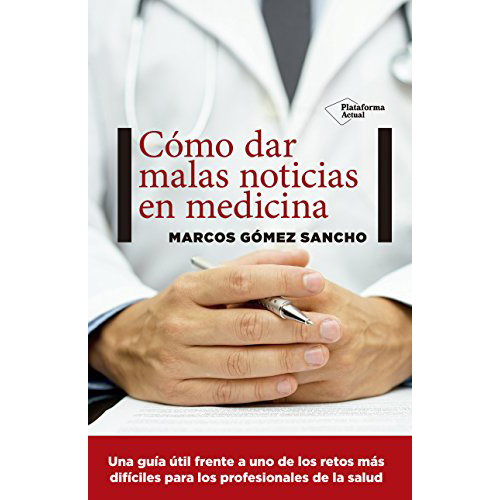 Plataforma
Actual
Cómo dar
malas noticias
en medicina
MARCOS GÓMEZ SANCHO
Una guía útil frente a uno de los retos más
difíciles para los profesionales de la salud